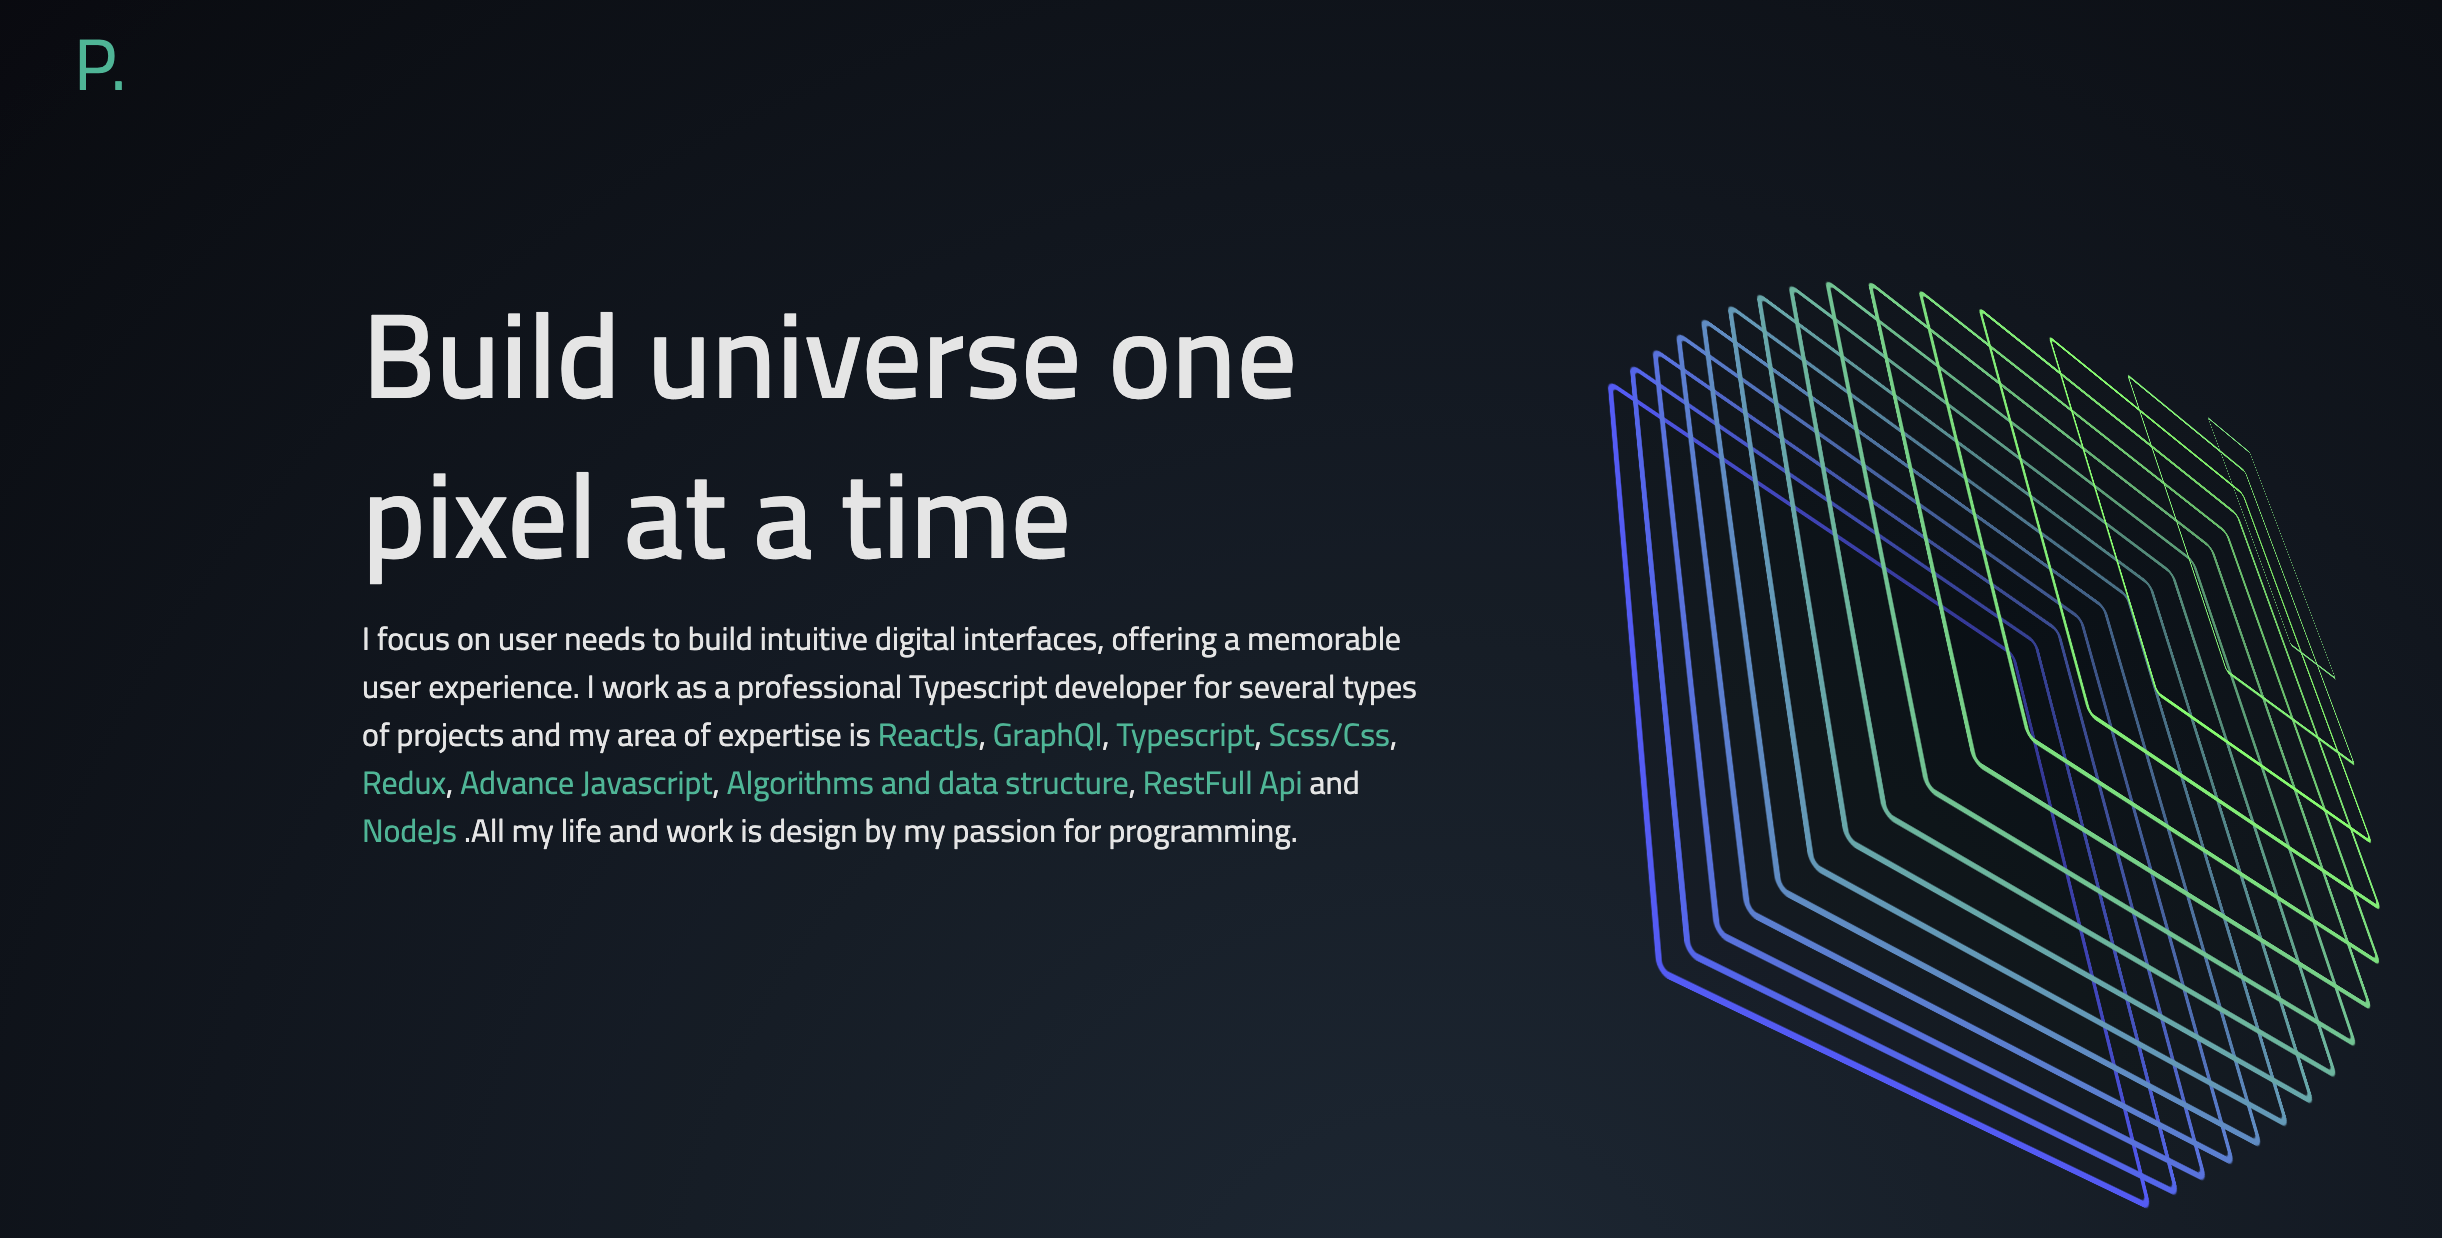 P.
Build universe one
pixel at a time
I focus on user needs to build intuitive digital interfaces, offering a memorable
user experience. I work as a professional Typescript developer for several types
of projects and my area of expertise is ReactJs, GraphQl, Typescript, Scss/Css,
Redux, Advance Javascript, Algorithms and data structure, RestFull Api and
NodeJs .All my life and work is design by my passion for programming.